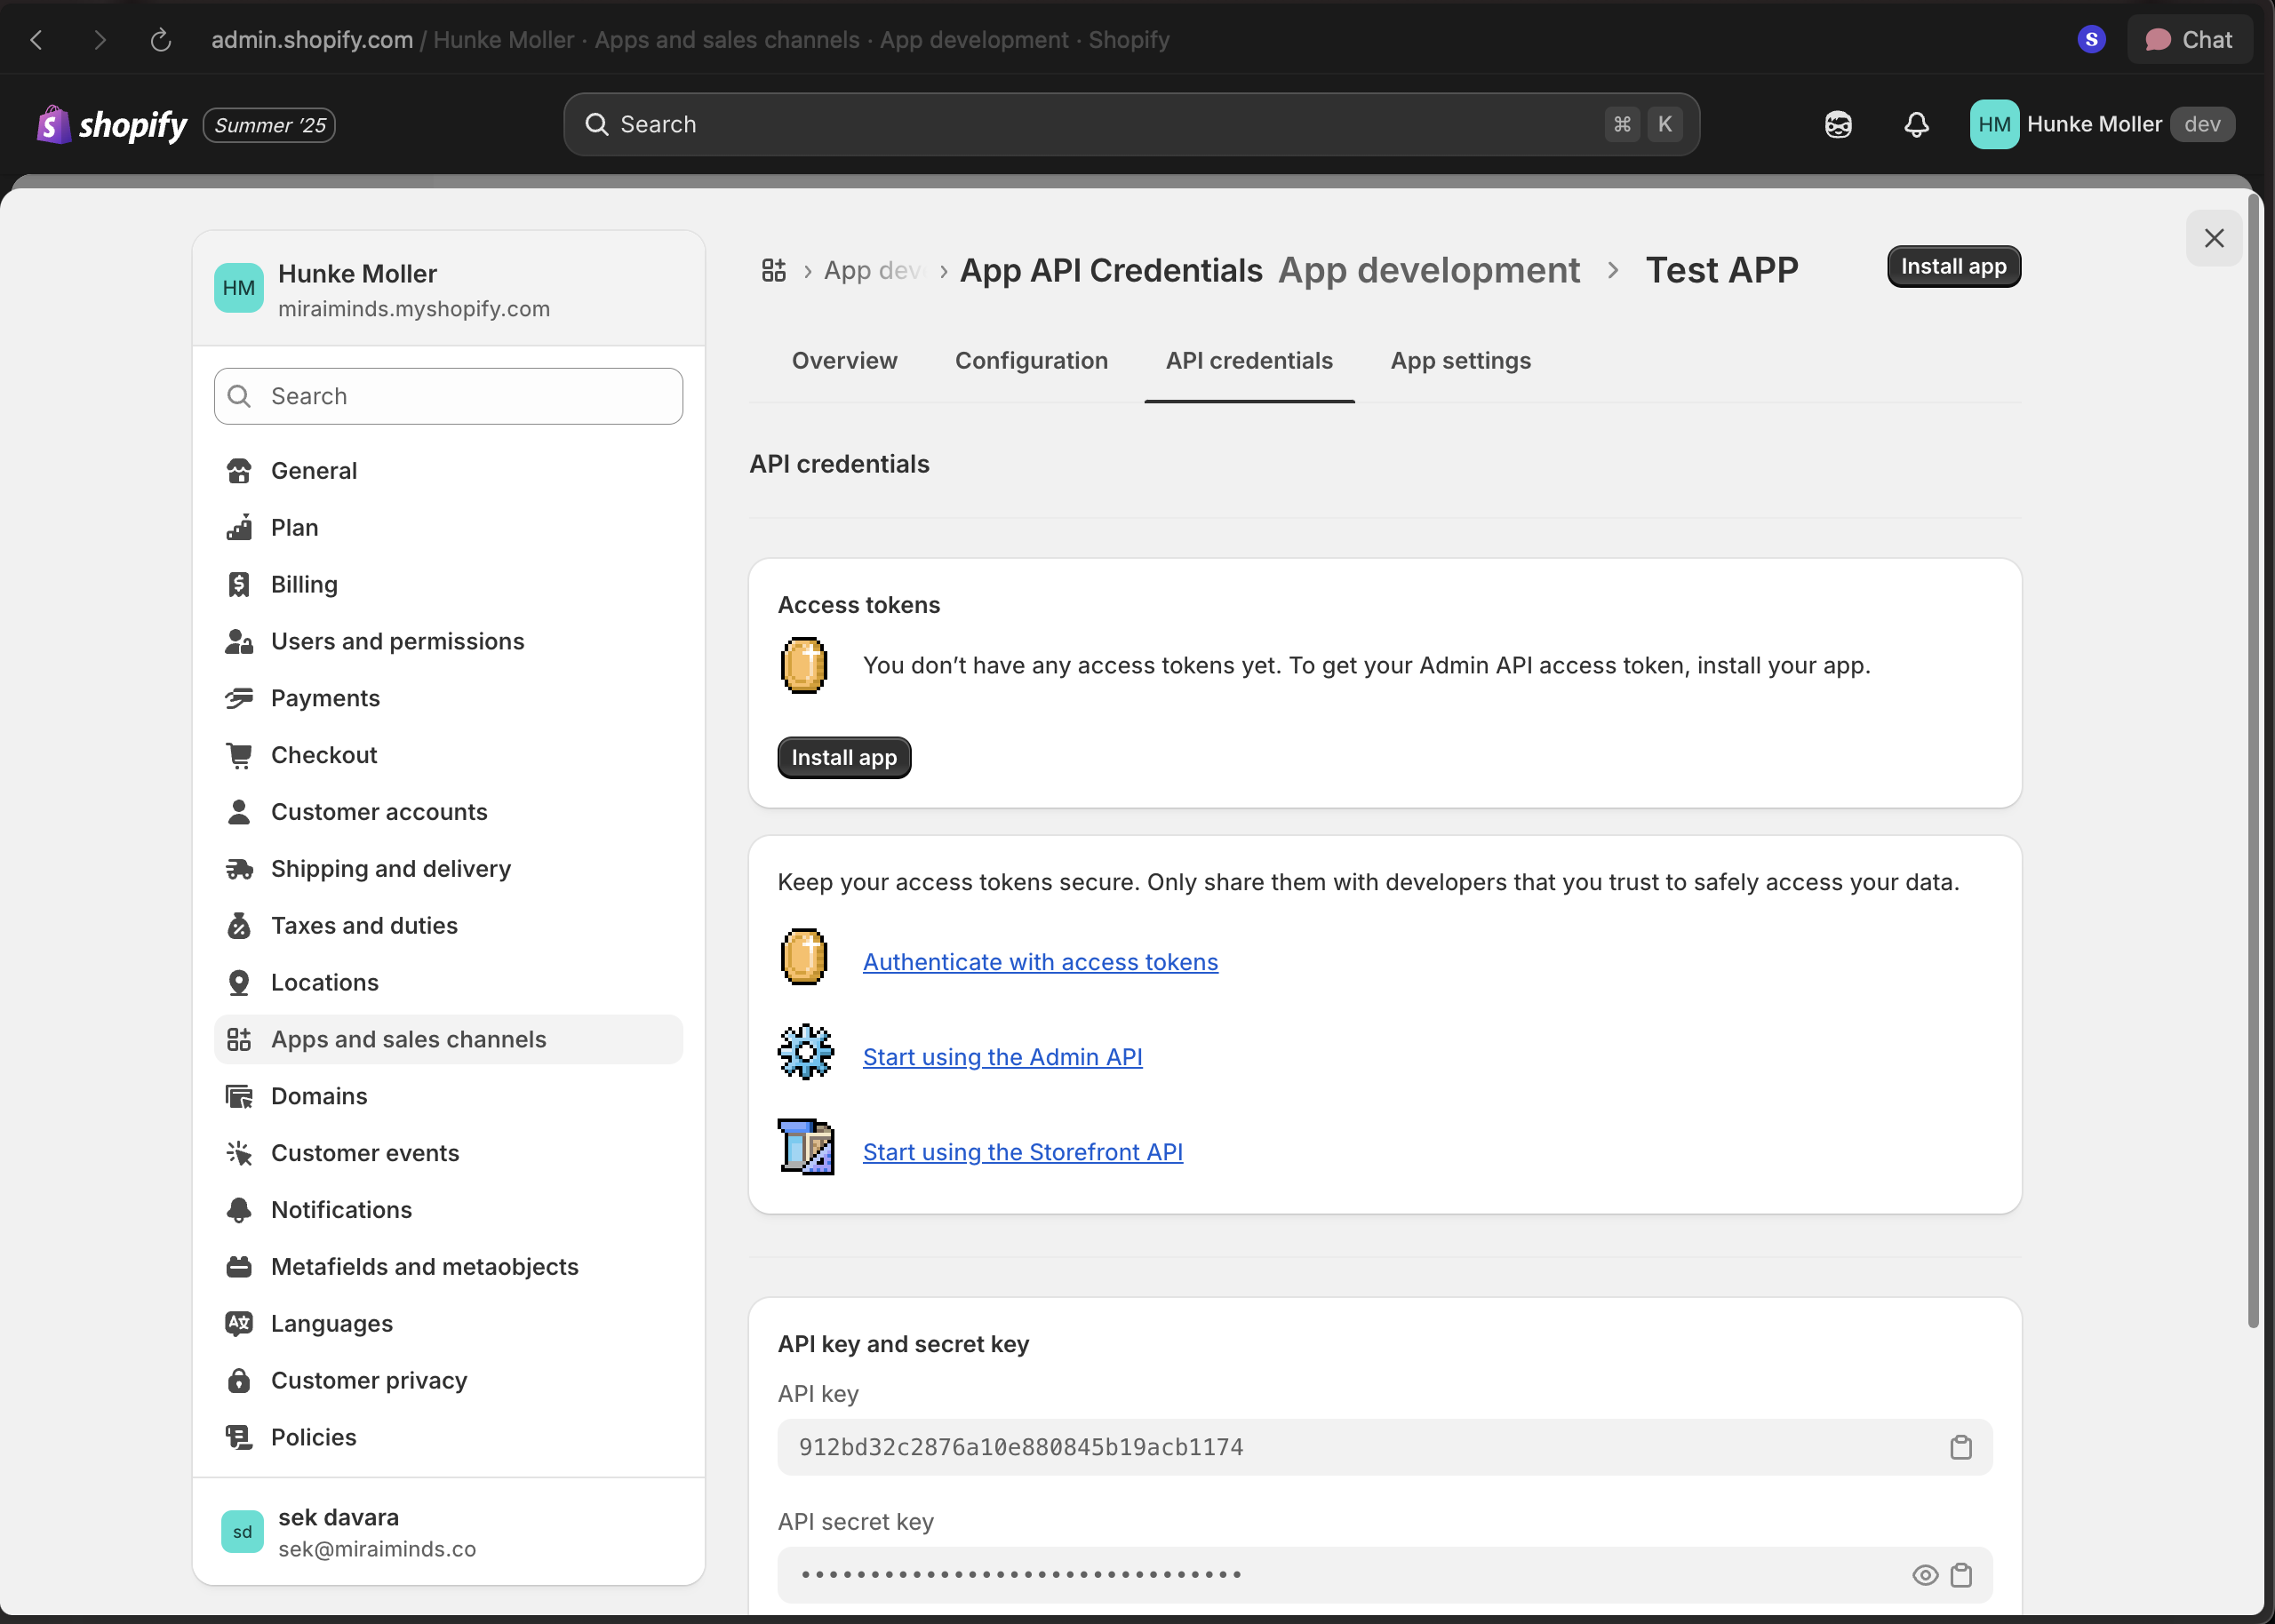 admin.shopify.com / Hunke Moller · Apps and sales channels · App development · Shopify
S
Chat
shopify
Summer ’25
Search
⌘ K
HM
Hunke Moller
dev
HM
Hunke Moller
miraiminds.myshopify.com
Search
General
Plan
Billing
Users and permissions
Payments
Checkout
Customer accounts
Shipping and delivery
Taxes and duties
Locations
Apps and sales channels
Domains
Customer events
Notifications
Metafields and metaobjects
Languages
Customer privacy
Policies
sd
sek davara
sek@miraiminds.co
App dev › App API Credentials App development › Test APP
Install app
Overview
Configuration
API credentials
App settings
API credentials
Access tokens
You don’t have any access tokens yet. To get your Admin API access token, install your app.
Install app
Keep your access tokens secure. Only share them with developers that you trust to safely access your data.
Authenticate with access tokens
Start using the Admin API
Start using the Storefront API
API key and secret key
API key
912bd32c2876a10e880845b19acb1174
API secret key
••••••••••••••••••••••••••••••••